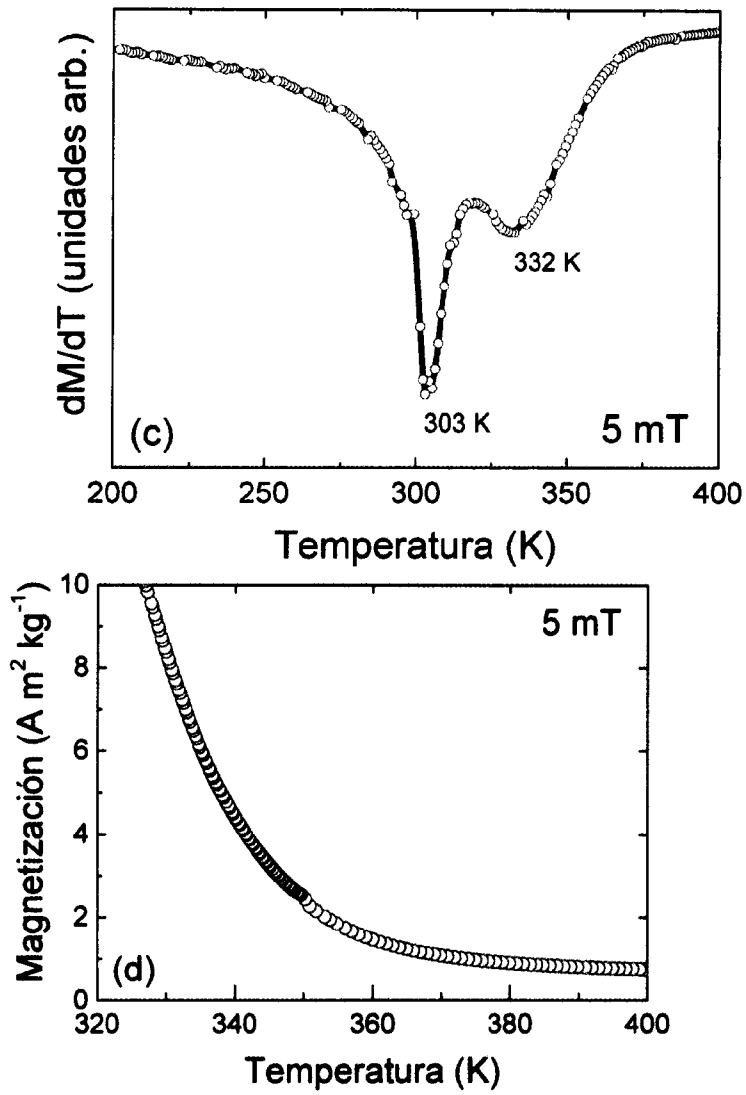 dM/dT (unidades arb.)
332 K
303 K
(c)
5 mT
200 250 300 350 400
Temperatura (K)
Magnetización (A m² kg⁻¹)
10
8
6
4
2
0
5 mT
(d)
320 340 360 380 400
Temperatura (K)